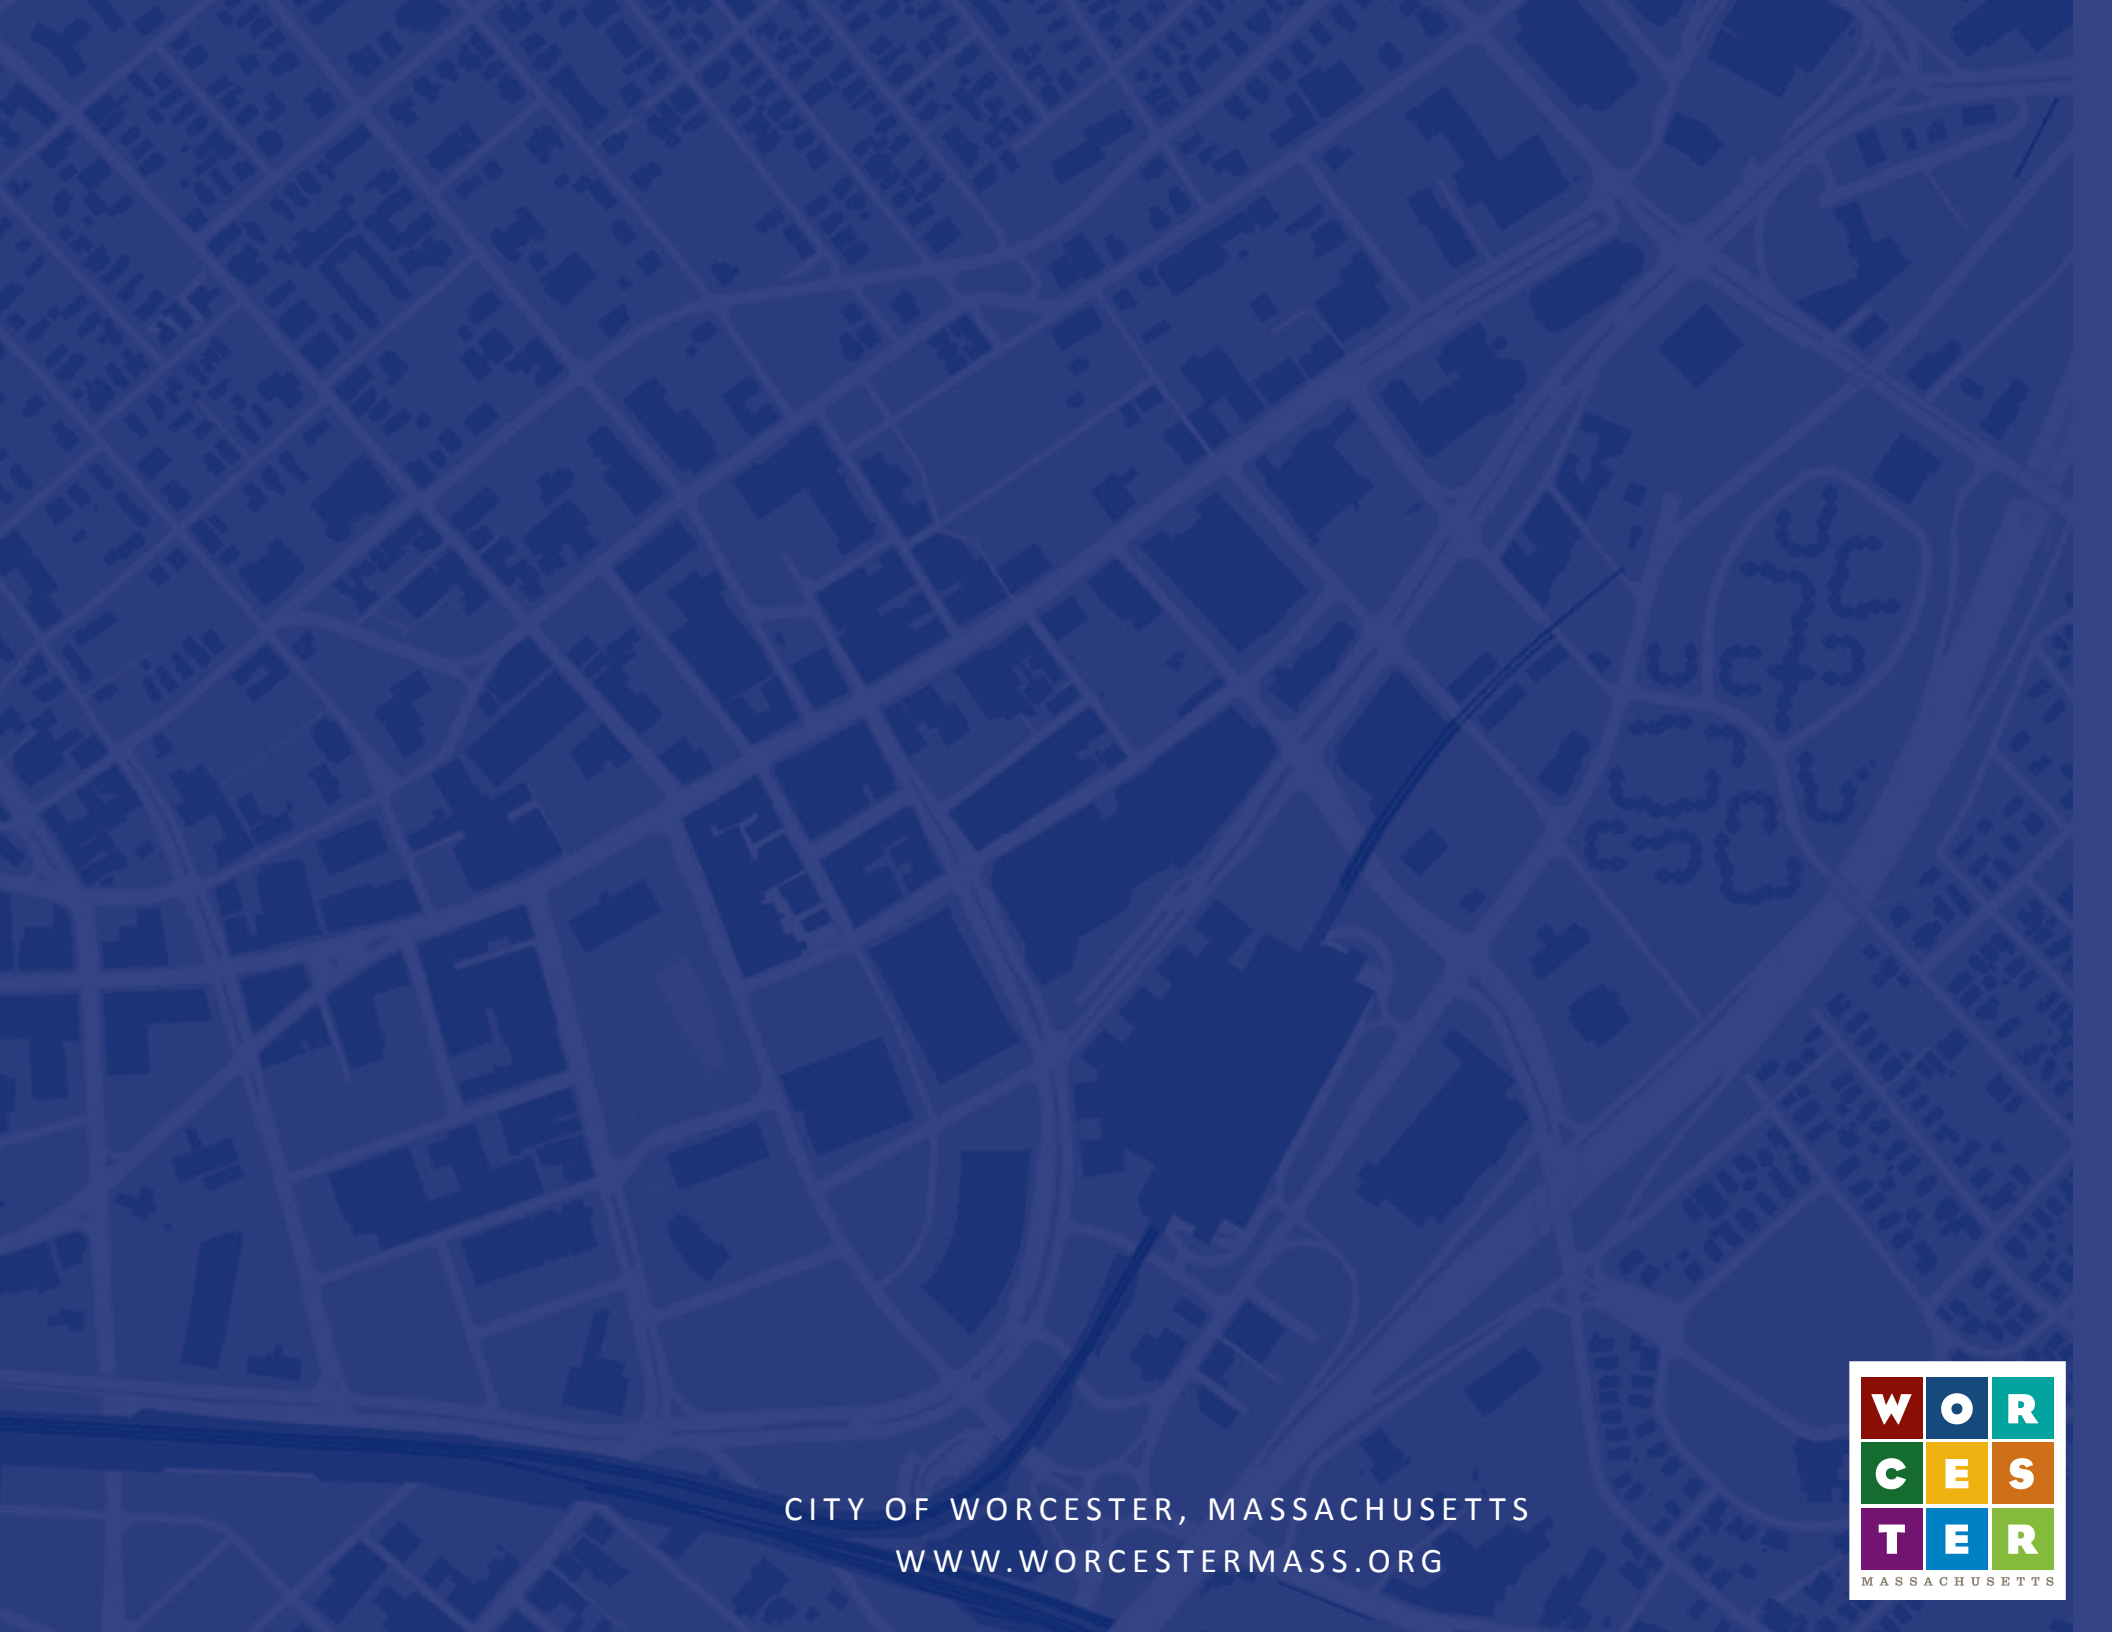 CITY OF WORCESTER, MASSACHUSETTS
WWW.WORCESTERMASS.ORG
WOR
CES
TER
MASSACHUSETTS